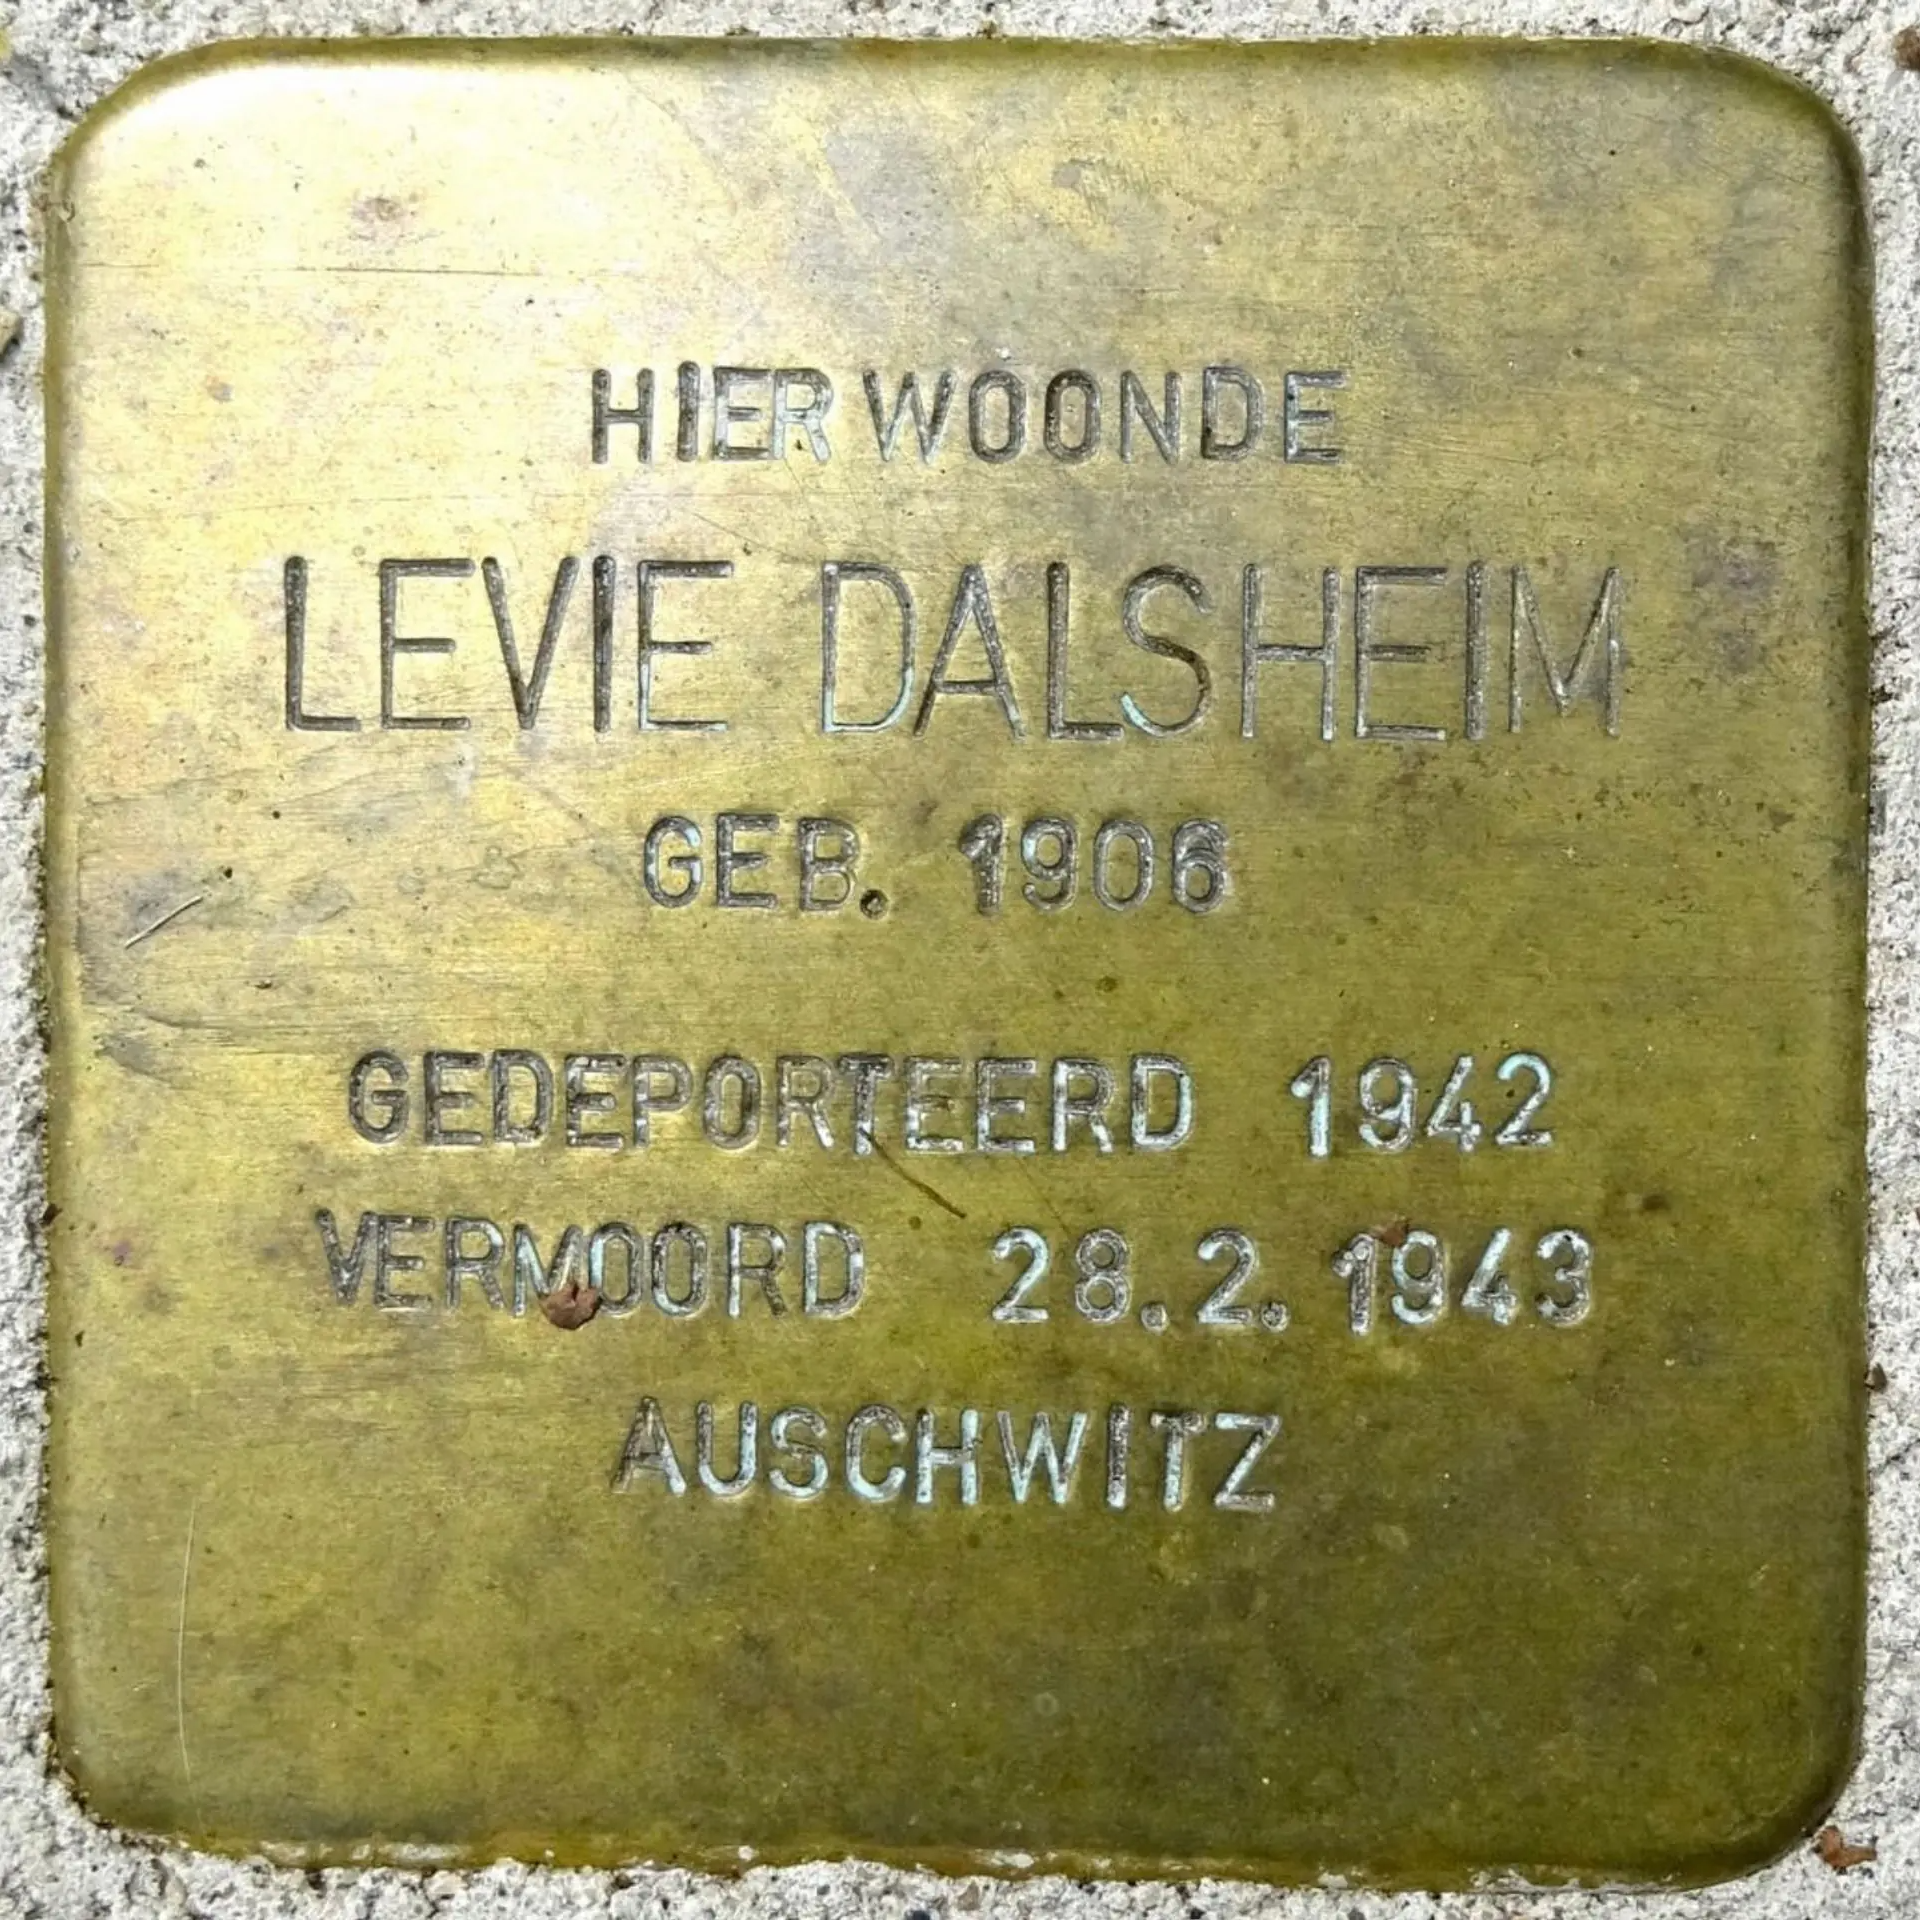 HIER WOONDE
LEVIE DALSHEIM
GEB. 1906
GEDEPORTEERD 1942
VERMOORD 28.2.1943
AUSCHWITZ